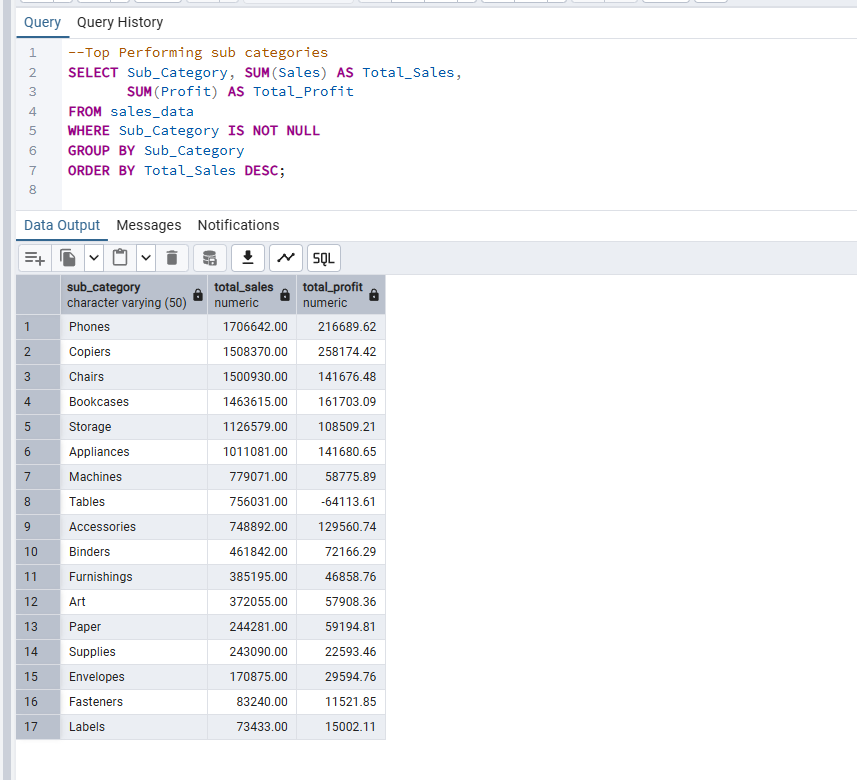 Query Query History
1 --Top Performing sub categories
2 SELECT Sub_Category, SUM(Sales) AS Total_Sales,
3 SUM(Profit) AS Total_Profit
4 FROM sales_data
5 WHERE Sub_Category IS NOT NULL
6 GROUP BY Sub_Category
7 ORDER BY Total_Sales DESC;
8
Data Output Messages Notifications
SQL
sub_category total_sales total_profit
character varying (50) numeric numeric
1 Phones 1706642.00 216689.62
2 Copiers 1508370.00 258174.42
3 Chairs 1500930.00 141676.48
4 Bookcases 1463615.00 161703.09
5 Storage 1126579.00 108509.21
6 Appliances 1011081.00 141680.65
7 Machines 779071.00 58775.89
8 Tables 756031.00 -64113.61
9 Accessories 748892.00 129560.74
10 Binders 461842.00 72166.29
11 Furnishings 385195.00 46858.76
12 Art 372055.00 57908.36
13 Paper 244281.00 59194.81
14 Supplies 243090.00 22593.46
15 Envelopes 170875.00 29594.76
16 Fasteners 83240.00 11521.85
17 Labels 73433.00 15002.11